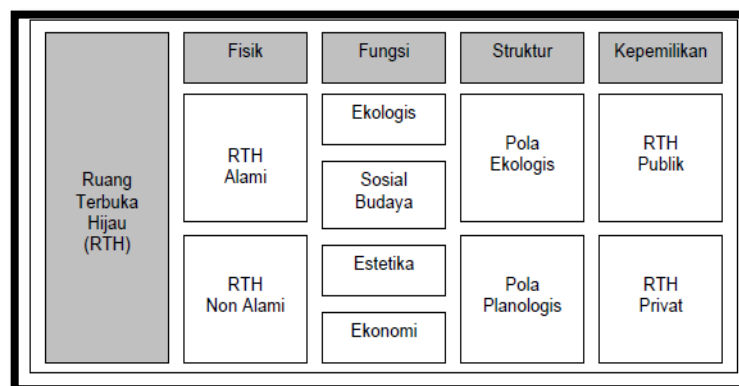 Fisik
Fungsi
Struktur
Kepemilikan
Ruang
Terbuka
Hijau
(RTH)
RTH
Alami
RTH
Non Alami
Ekologis
Sosial
Budaya
Estetika
Ekonomi
Pola
Ekologis
Pola
Planologis
RTH
Publik
RTH
Privat